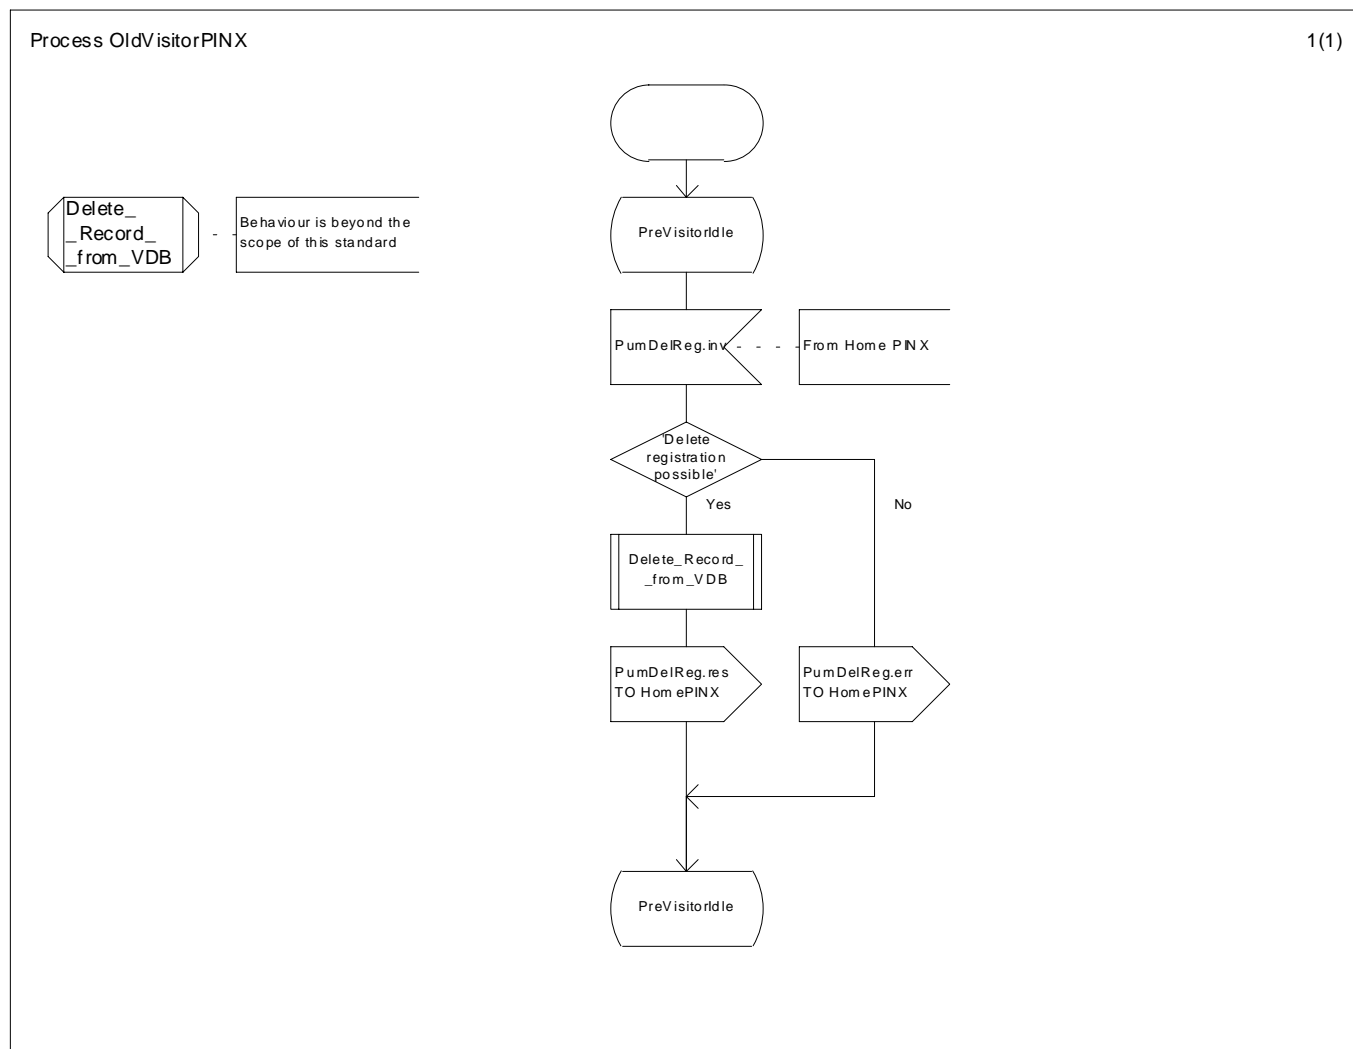 Process OldVisitorPINX
1(1)
Delete_
_Record_
_from_VDB
Behaviour is beyond the
scope of this standard
PreVisitorIdle
PumDelReg.inv
From Home PINX
'Delete
registration
possible'
Yes
No
Delete_Record_
_from_VDB
PumDelReg.res
TO HomePINX
PumDelReg.err
TO HomePINX
PreVisitorIdle